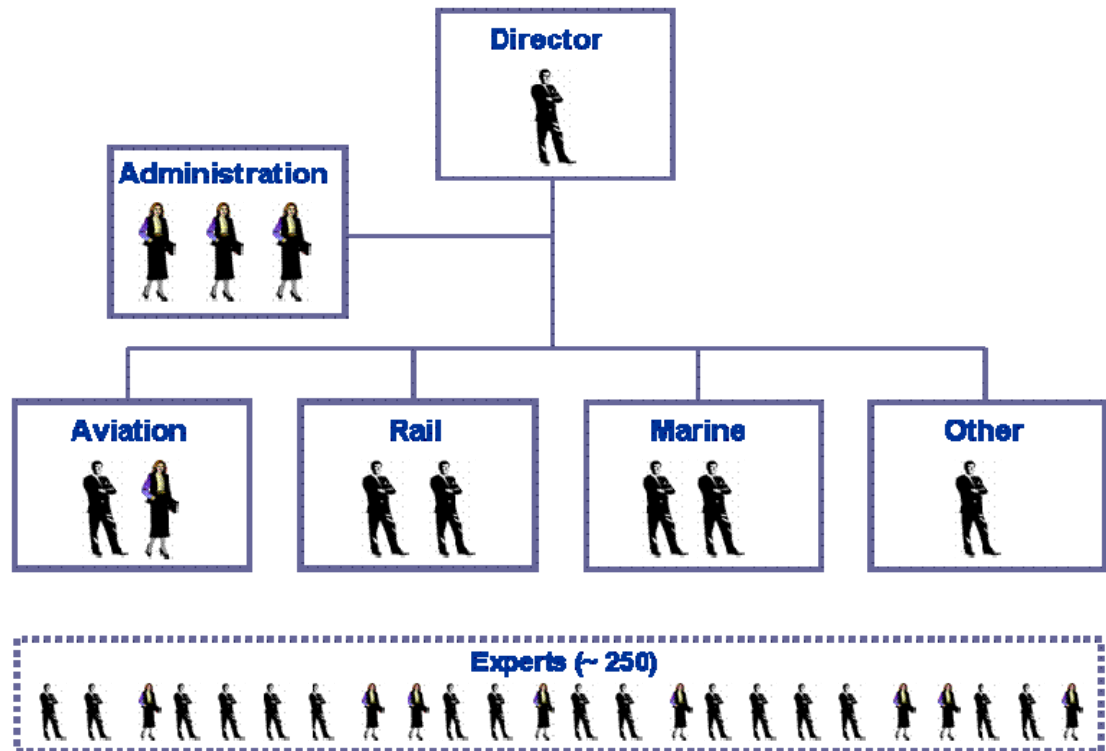 Director
Administration
Aviation
Rail
Marine
Other
Experts (~ 250)